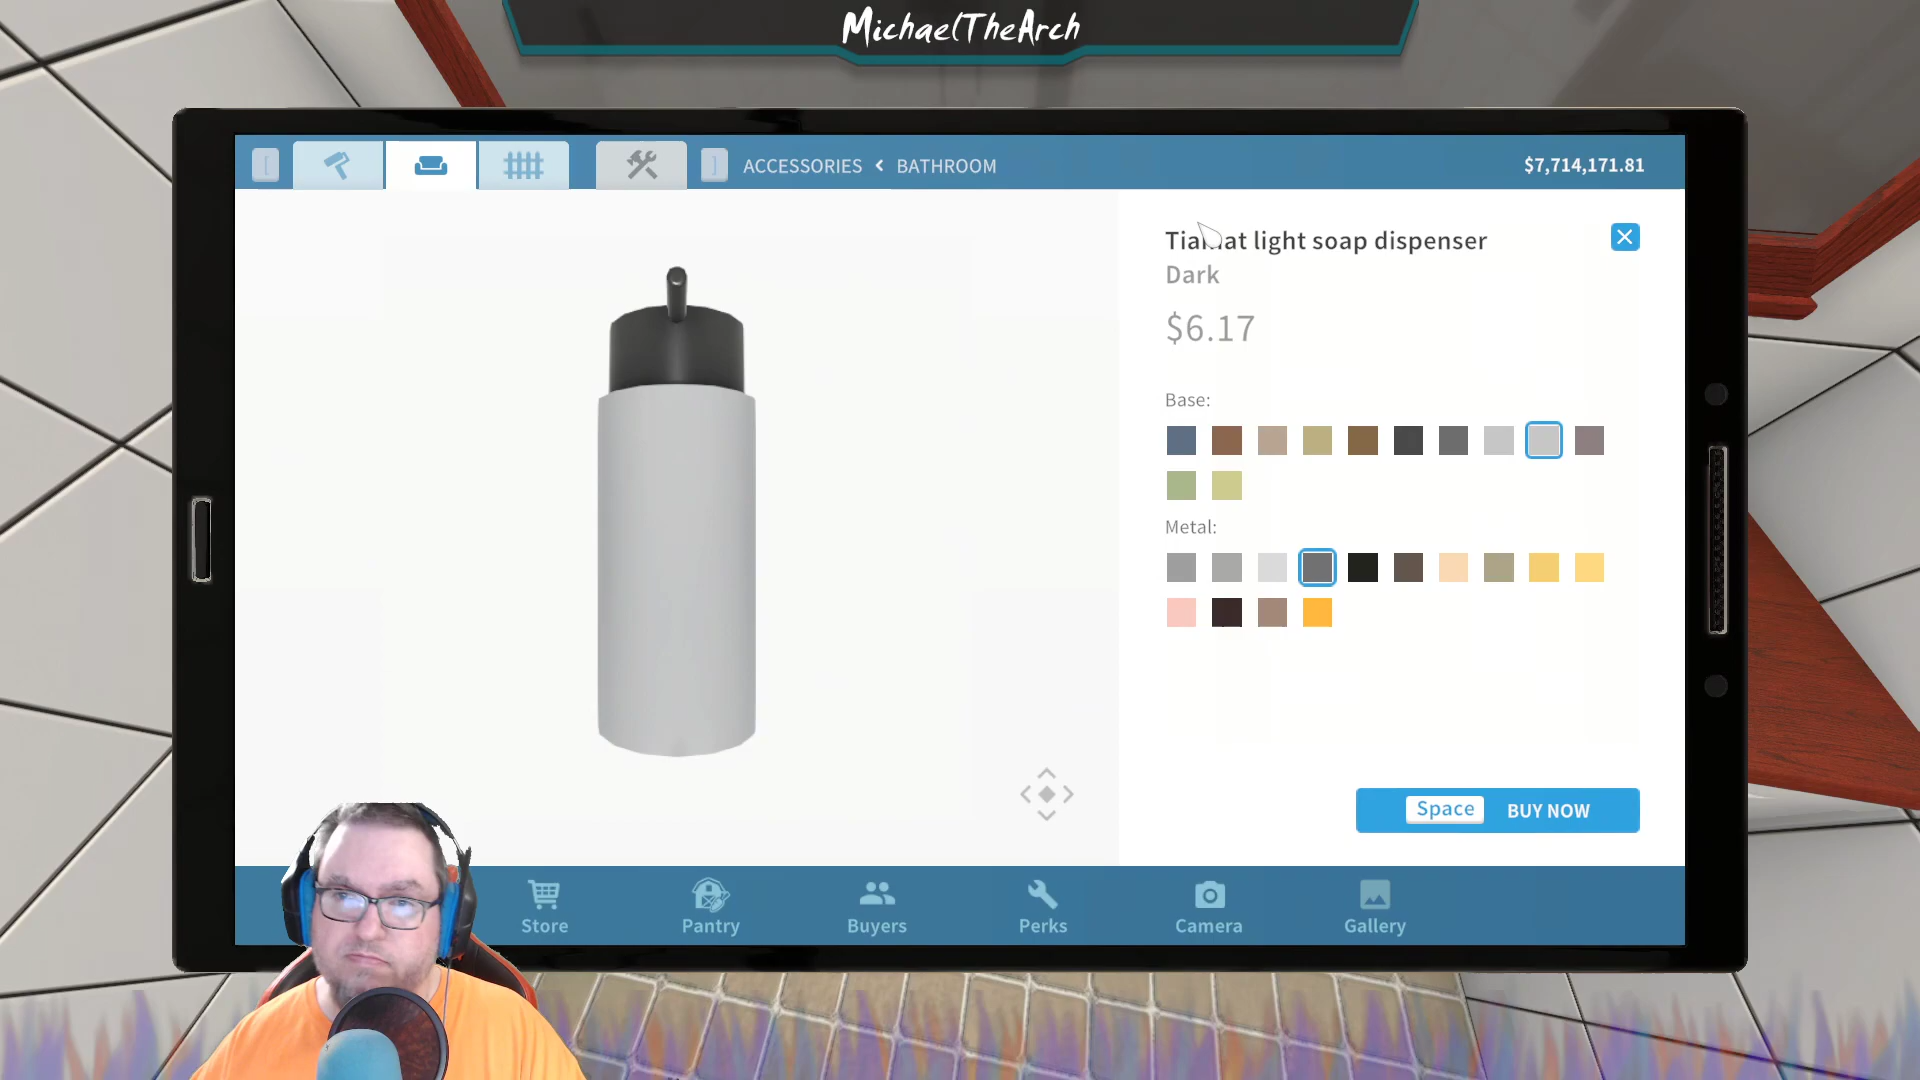 MichaelTheArch
[
]
ACCESSORIES < BATHROOM
$7,714,171.81
Tiamat light soap dispenser
Dark
$6.17
Base:
Metal:
Space BUY NOW
Store
Pantry
Buyers
Perks
Camera
Gallery